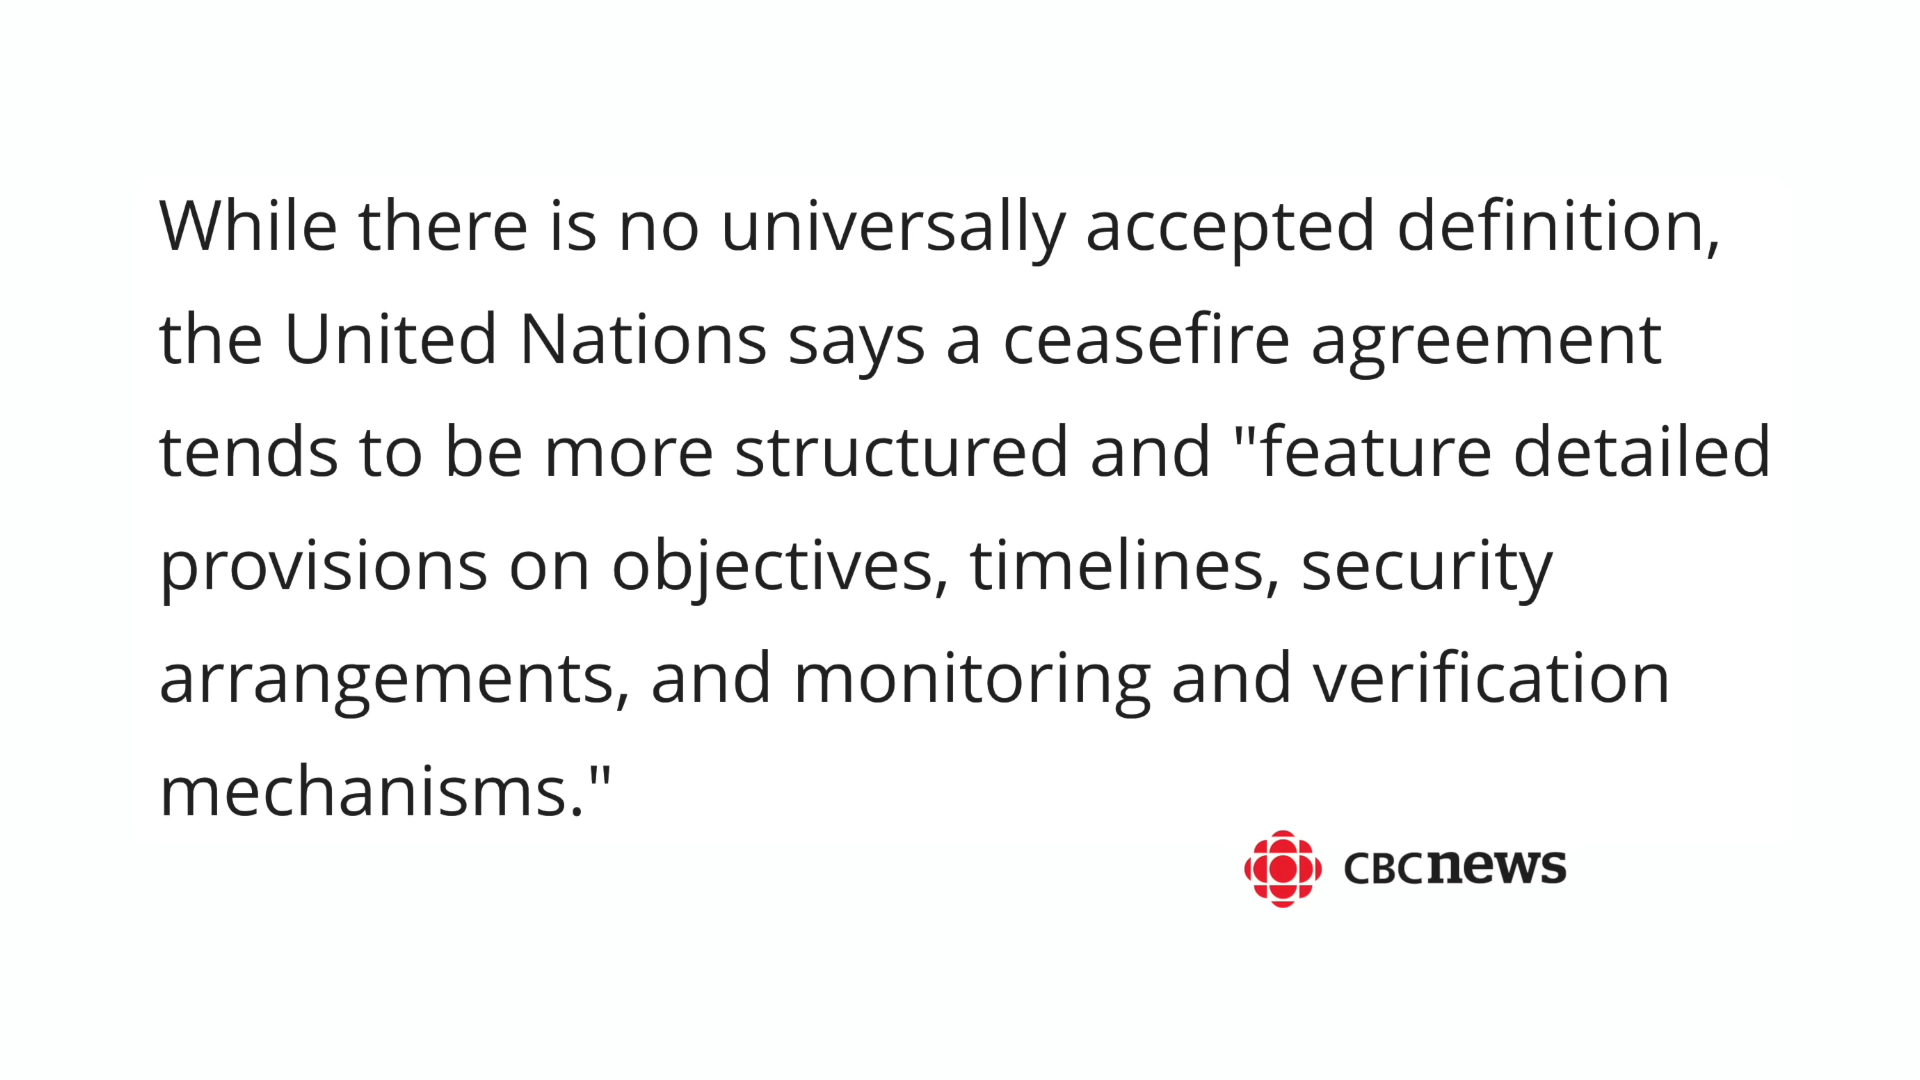 While there is no universally accepted definition,
the United Nations says a ceasefire agreement
tends to be more structured and "feature detailed
provisions on objectives, timelines, security
arrangements, and monitoring and verification
mechanisms."
CBCnews